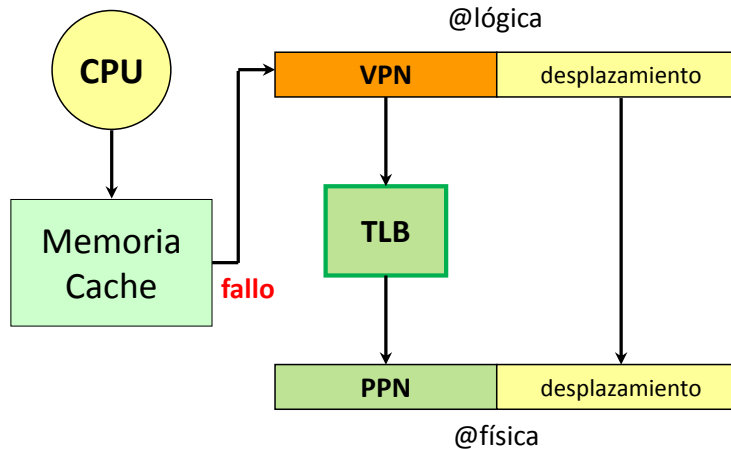 @lógica
CPU
VPN
desplazamiento
Memoria
Cache
fallo
TLB
PPN
desplazamiento
@física